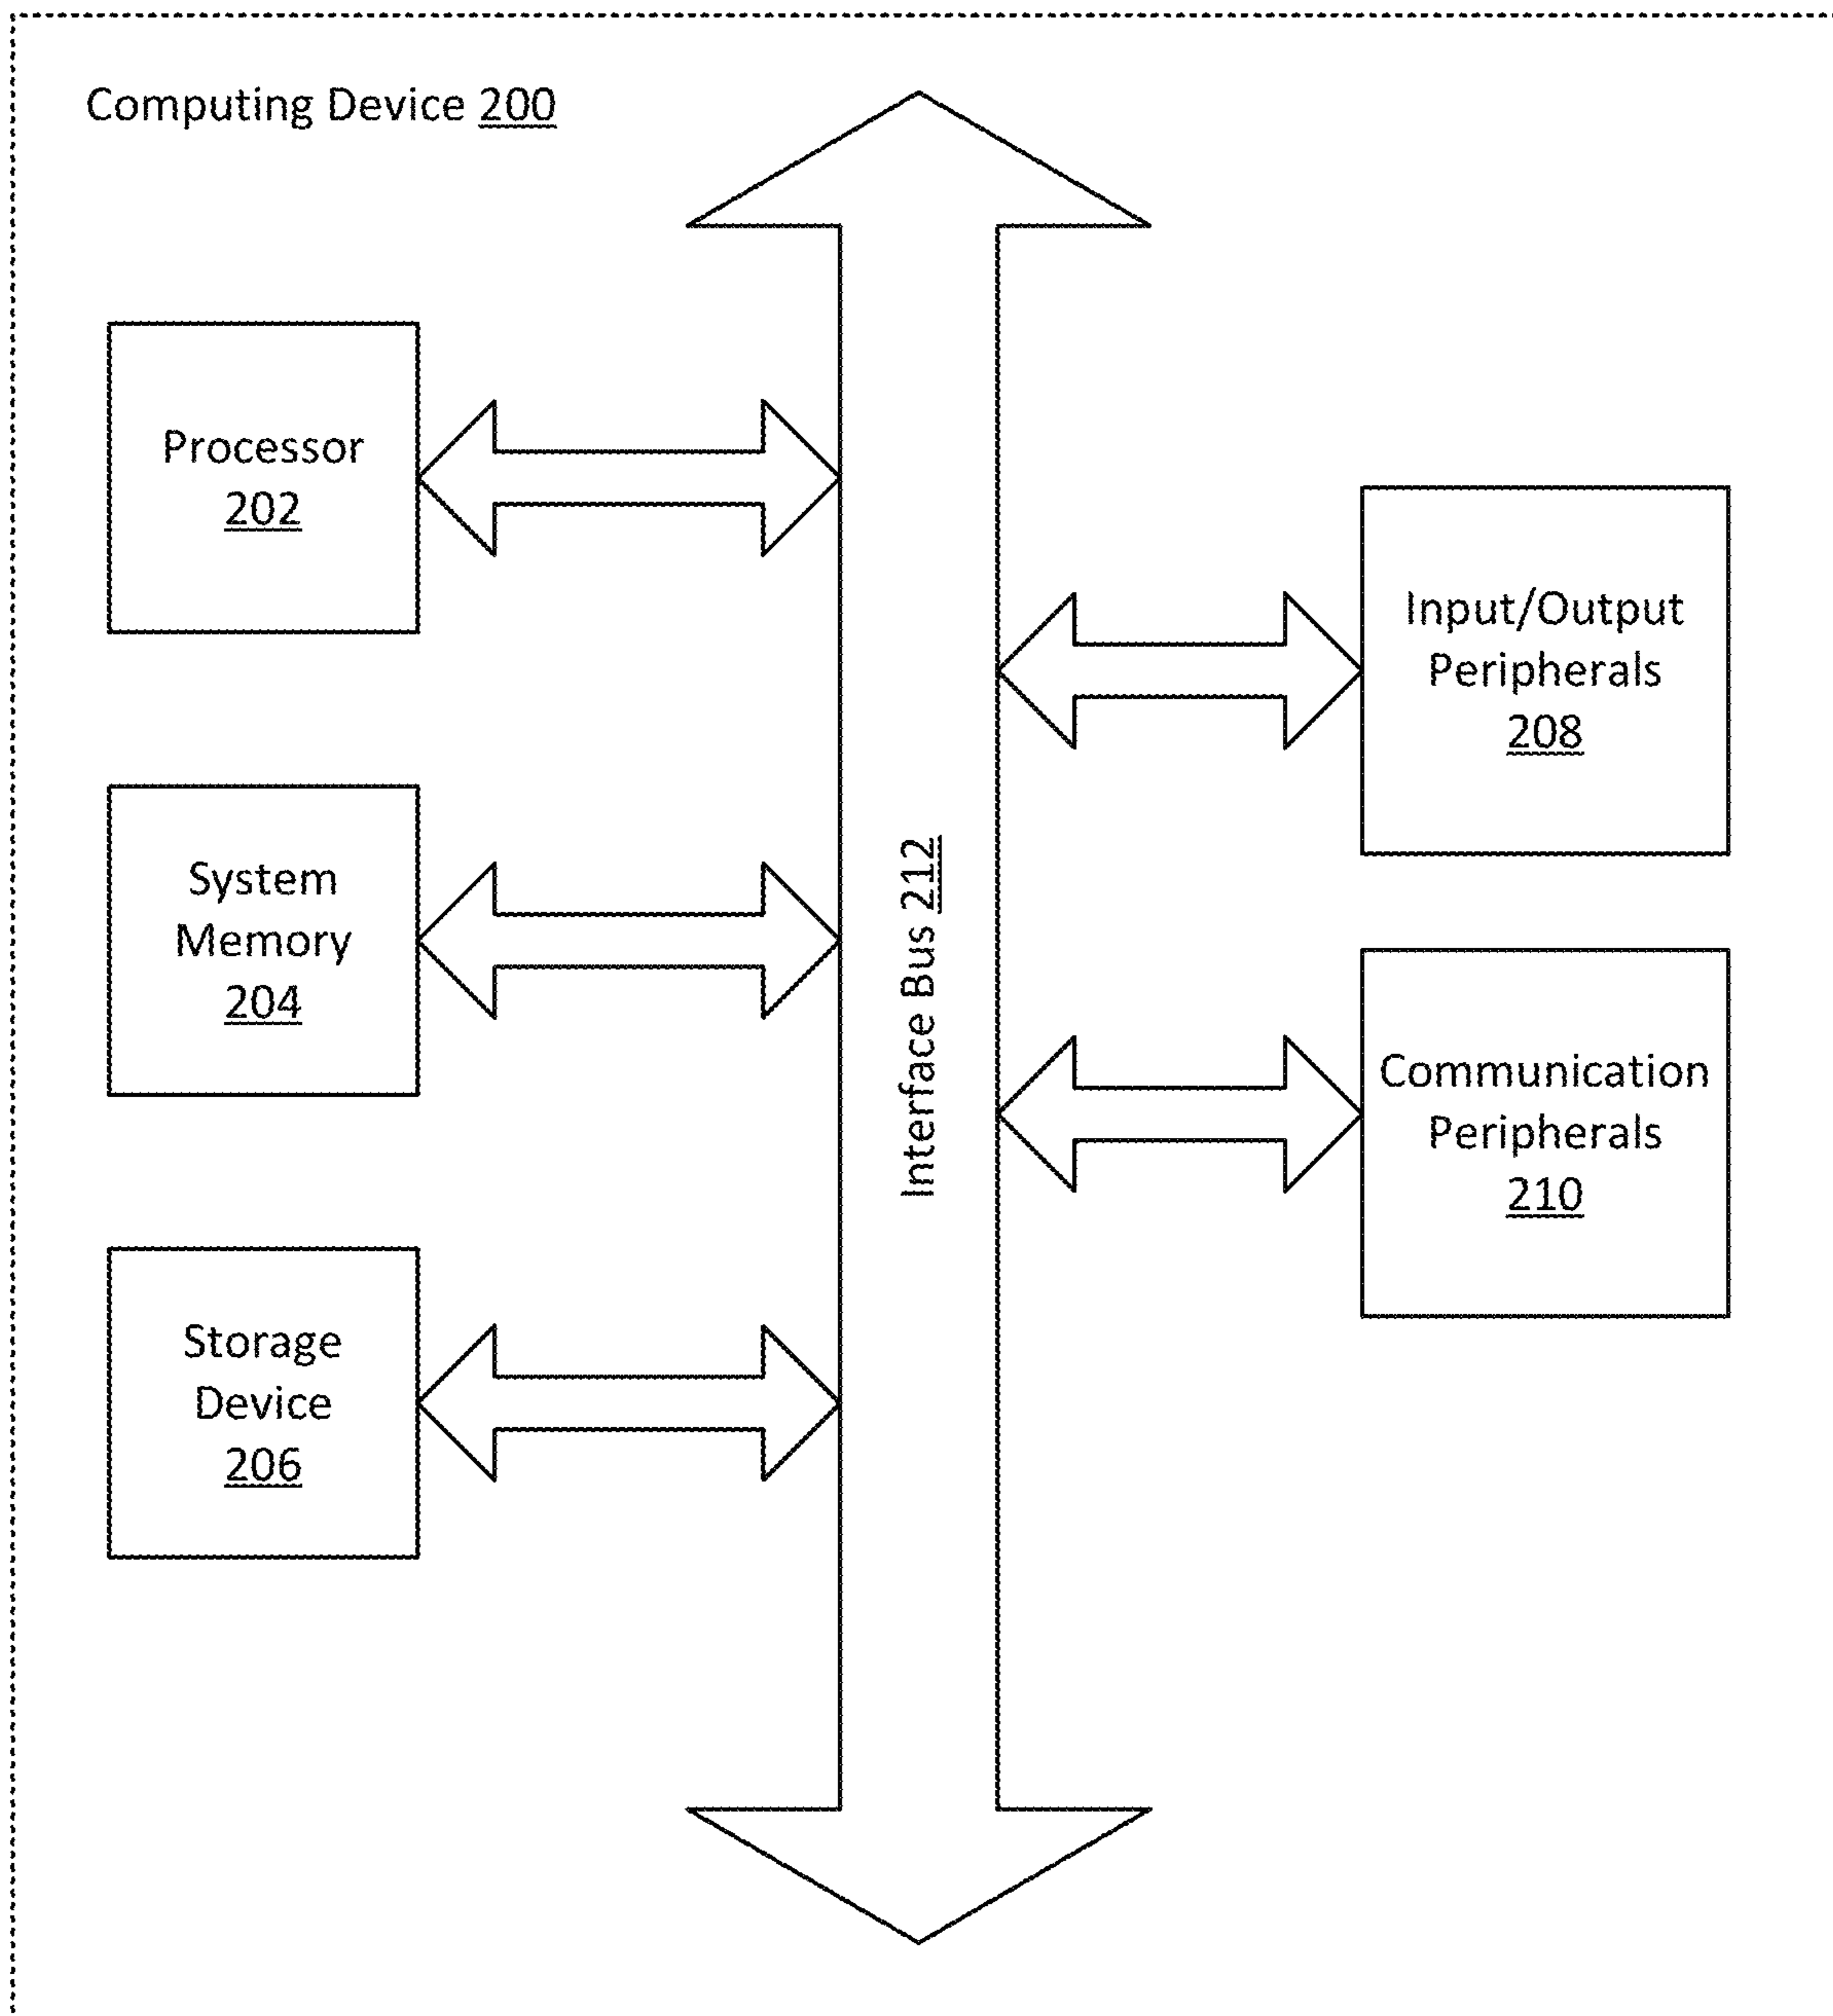 Computing Device 200
Processor
202
System
Memory
204
Storage
Device
206
Interface Bus 212
Input/Output
Peripherals
208
Communication
Peripherals
210